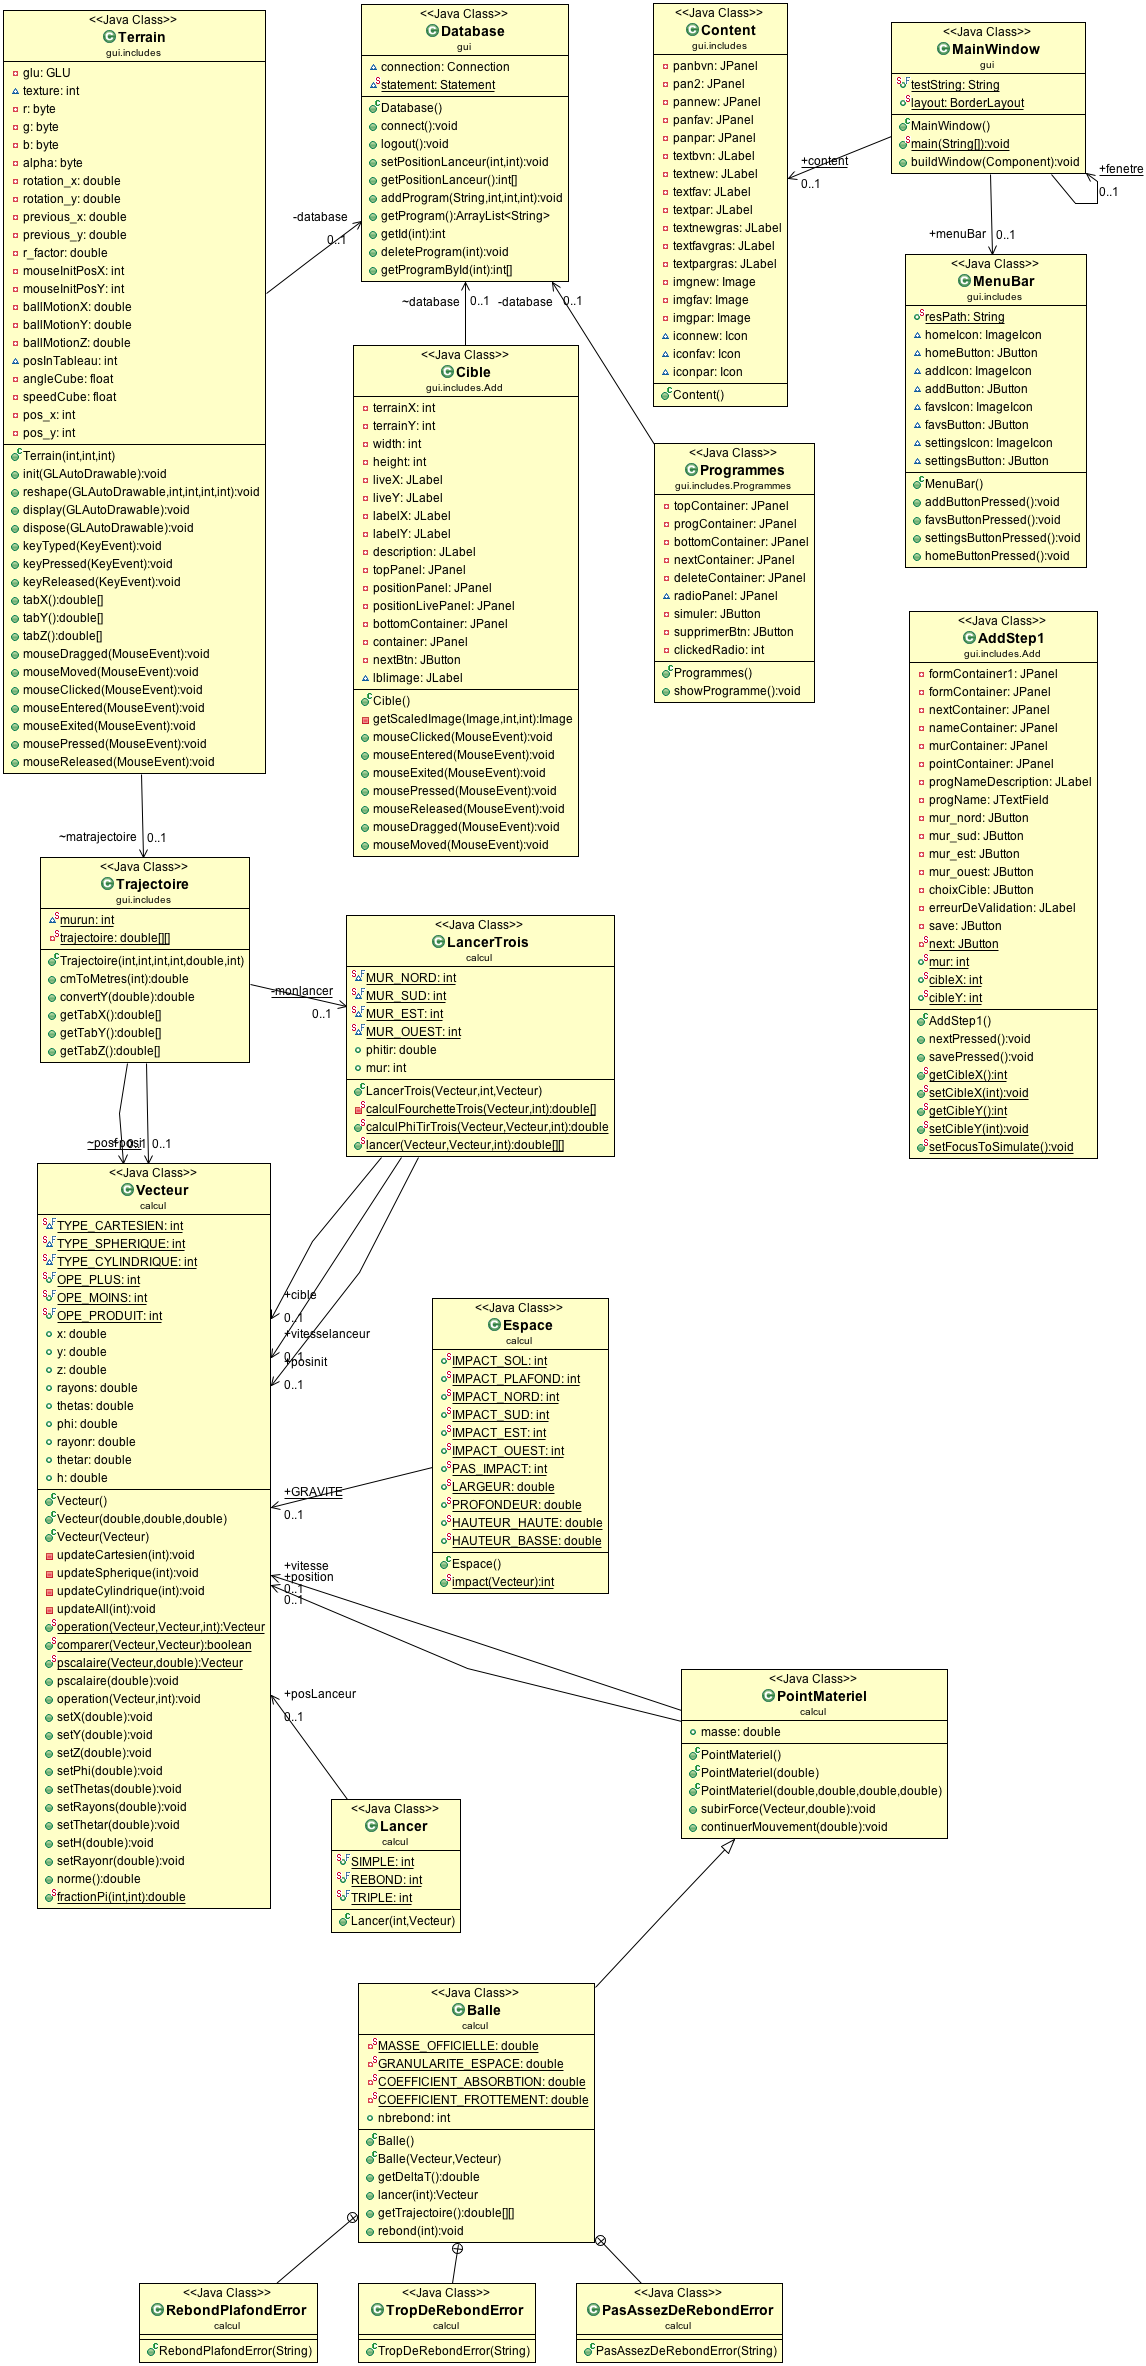 <<Java Class>>
Terrain
gui.includes
glu: GLU
texture: int
r: byte
g: byte
b: byte
alpha: byte
rotation_x: double
rotation_y: double
previous_x: double
previous_y: double
r_factor: double
mouseInitPosX: int
mouseInitPosY: int
ballMotionX: double
ballMotionY: double
ballMotionZ: double
posInTableau: int
angleCube: float
speedCube: float
pos_x: int
pos_y: int
Terrain(int,int,int)
init(GLAutoDrawable):void
reshape(GLAutoDrawable,int,int,int,int):void
display(GLAutoDrawable):void
dispose(GLAutoDrawable):void
keyTyped(KeyEvent):void
keyPressed(KeyEvent):void
keyReleased(KeyEvent):void
tabX():double[]
tabY():double[]
tabZ():double[]
mouseDragged(MouseEvent):void
mouseMoved(MouseEvent):void
mouseClicked(MouseEvent):void
mouseEntered(MouseEvent):void
mouseExited(MouseEvent):void
mousePressed(MouseEvent):void
mouseReleased(MouseEvent):void
-database
0..1
<<Java Class>>
Database
gui
connection: Connection
statement: Statement
Database()
connect():void
logout():void
setPositionLanceur(int,int):void
getPositionLanceur():int[]
addProgram(String,int,int,int):void
getProgram():ArrayList<String>
getId(int):int
deleteProgram(int):void
getProgramById(int):int[]
~database
0..1
-database
0..1
<<Java Class>>
Content
gui.includes
panbvn: JPanel
pan2: JPanel
pannew: JPanel
panfav: JPanel
panpar: JPanel
textbvn: JLabel
textnew: JLabel
textfav: JLabel
textpar: JLabel
textnewgras: JLabel
textfavgras: JLabel
textpargras: JLabel
imgnew: Image
imgfav: Image
imgpar: Image
iconnew: Icon
iconfav: Icon
iconpar: Icon
Content()
+content
0..1
<<Java Class>>
MainWindow
gui
testString: String
layout: BorderLayout
MainWindow()
main(String[]):void
buildWindow(Component):void
+fenetre
0..1
+menuBar
0..1
<<Java Class>>
MenuBar
gui.includes
resPath: String
homeIcon: ImageIcon
homeButton: JButton
addIcon: ImageIcon
addButton: JButton
favsIcon: ImageIcon
favsButton: JButton
settingsIcon: ImageIcon
settingsButton: JButton
MenuBar()
addButtonPressed():void
favsButtonPressed():void
settingsButtonPressed():void
homeButtonPressed():void
<<Java Class>>
Cible
gui.includes.Add
terrainX: int
terrainY: int
width: int
height: int
liveX: JLabel
liveY: JLabel
labelX: JLabel
labelY: JLabel
description: JLabel
topPanel: JPanel
positionPanel: JPanel
positionLivePanel: JPanel
bottomContainer: JPanel
container: JPanel
nextBtn: JButton
lblimage: JLabel
Cible()
getScaledImage(Image,int,int):Image
mouseClicked(MouseEvent):void
mouseEntered(MouseEvent):void
mouseExited(MouseEvent):void
mousePressed(MouseEvent):void
mouseReleased(MouseEvent):void
mouseDragged(MouseEvent):void
mouseMoved(MouseEvent):void
<<Java Class>>
Programmes
gui.includes.Programmes
topContainer: JPanel
progContainer: JPanel
bottomContainer: JPanel
nextContainer: JPanel
deleteContainer: JPanel
radioPanel: JPanel
simuler: JButton
supprimerBtn: JButton
clickedRadio: int
Programmes()
showProgramme():void
<<Java Class>>
AddStep1
gui.includes.Add
formContainer1: JPanel
formContainer: JPanel
nextContainer: JPanel
nameContainer: JPanel
murContainer: JPanel
pointContainer: JPanel
progNameDescription: JLabel
progName: JTextField
mur_nord: JButton
mur_sud: JButton
mur_est: JButton
mur_ouest: JButton
choixCible: JButton
erreurDeValidation: JLabel
save: JButton
next: JButton
mur: int
cibleX: int
cibleY: int
AddStep1()
nextPressed():void
savePressed():void
getCibleX():int
setCibleX(int):void
getCibleY():int
setCibleY(int):void
setFocusToSimulate():void
~matrajectoire
0..1
<<Java Class>>
Trajectoire
gui.includes
murun: int
trajectoire: double[][]
Trajectoire(int,int,int,int,double,int)
cmToMetres(int):double
convertY(double):double
getTabX():double[]
getTabY():double[]
getTabZ():double[]
-monlancer
0..1
<<Java Class>>
LancerTrois
calcul
MUR_NORD: int
MUR_SUD: int
MUR_EST: int
MUR_OUEST: int
phitir: double
mur: int
LancerTrois(Vecteur,int,Vecteur)
calculFourchetteTrois(Vecteur,int):double[]
calculPhiTirTrois(Vecteur,Vecteur,int):double
lancer(Vecteur,Vecteur,int):double[][]
0..1
<<Java Class>>
Vecteur
calcul
TYPE_CARTESIEN: int
TYPE_SPHERIQUE: int
TYPE_CYLINDRIQUE: int
OPE_PLUS: int
OPE_MOINS: int
OPE_PRODUIT: int
x: double
y: double
z: double
rayons: double
thetas: double
phi: double
rayonr: double
thetar: double
h: double
Vecteur()
Vecteur(double,double,double)
Vecteur(Vecteur)
updateCartesien(int):void
updateSpherique(int):void
updateCylindrique(int):void
updateAll(int):void
operation(Vecteur,Vecteur,int):Vecteur
comparer(Vecteur,Vecteur):boolean
pscalaire(Vecteur,double):Vecteur
pscalaire(double):void
operation(Vecteur,int):void
setX(double):void
setY(double):void
setZ(double):void
setPhi(double):void
setThetas(double):void
setRayons(double):void
setThetar(double):void
setH(double):void
setRayonr(double):void
norme():double
fractionPi(int,int):double
+cible
0..1
+vitesselanceur
0..1
+posinit
0..1
+GRAVITE
0..1
<<Java Class>>
Espace
calcul
IMPACT_SOL: int
IMPACT_PLAFOND: int
IMPACT_NORD: int
IMPACT_SUD: int
IMPACT_EST: int
IMPACT_OUEST: int
PAS_IMPACT: int
LARGEUR: double
PROFONDEUR: double
HAUTEUR_HAUTE: double
HAUTEUR_BASSE: double
Espace()
impact(Vecteur):int
+vitesse
+position
0..1
0..1
+posLanceur
0..1
<<Java Class>>
PointMateriel
calcul
masse: double
PointMateriel()
PointMateriel(double)
PointMateriel(double,double,double,double)
subirForce(Vecteur,double):void
continuerMouvement(double):void
<<Java Class>>
Lancer
calcul
SIMPLE: int
REBOND: int
TRIPLE: int
Lancer(int,Vecteur)
<<Java Class>>
Balle
calcul
MASSE_OFFICIELLE: double
GRANULARITE_ESPACE: double
COEFFICIENT_ABSORBTION: double
COEFFICIENT_FROTTEMENT: double
nbrebond: int
Balle()
Balle(Vecteur,Vecteur)
getDeltaT():double
lancer(int):Vecteur
getTrajectoire():double[][]
rebond(int):void
<<Java Class>>
RebondPlafondError
calcul
RebondPlafondError(String)
<<Java Class>>
TropDeRebondError
calcul
TropDeRebondError(String)
<<Java Class>>
PasAssezDeRebondError
calcul
PasAssezDeRebondError(String)